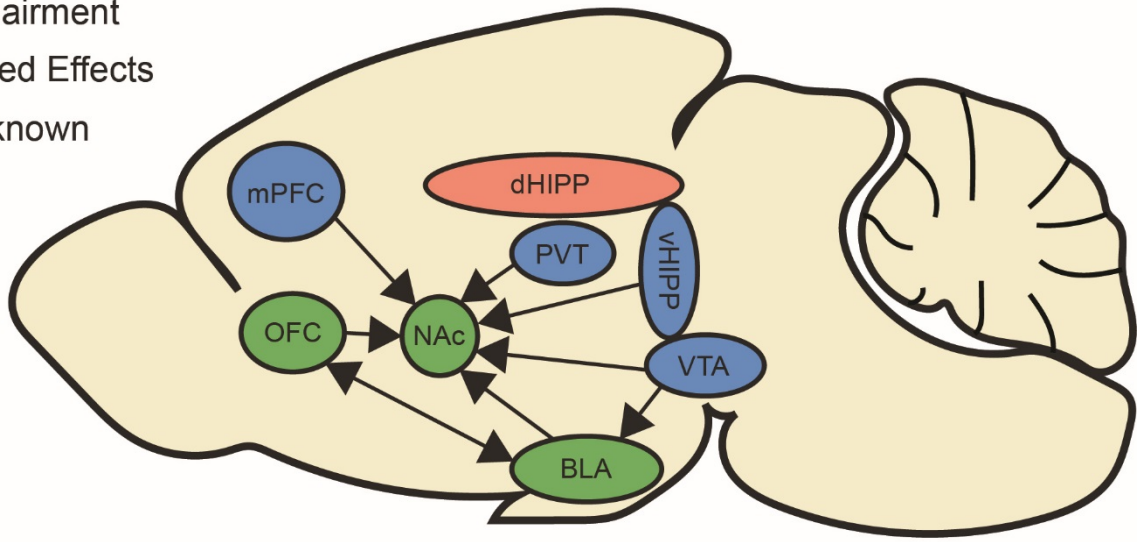 airment
ed Effects
known
mPFC
dHIPP
PVT
vHIPP
OFC
NAc
VTA
BLA